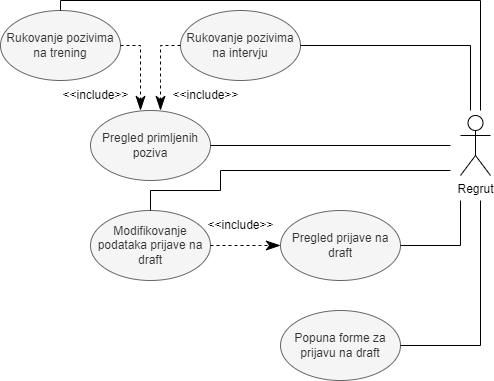 Rukovanje pozivima
na trening
Rukovanje pozivima
na intervju
<<include>>
<<include>>
Pregled primljenih
poziva
Regrut
Modifikovanje
podataka prijave na
draft
<<include>>
Pregled prijave na
draft
Popuna forme za
prijavu na draft